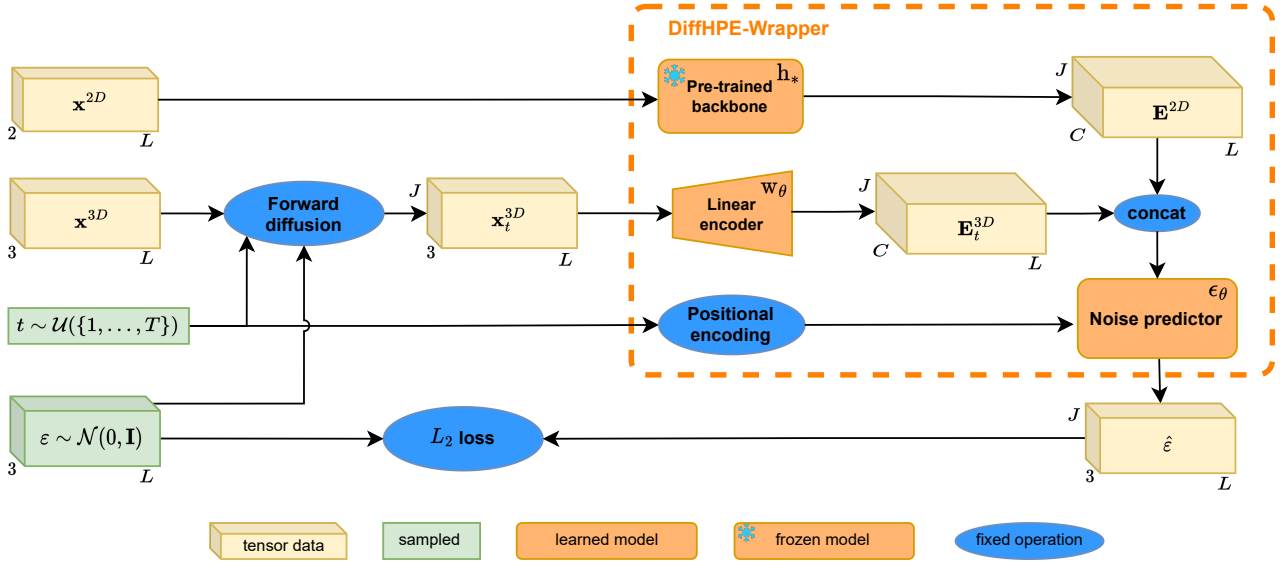 DiffHPE-Wrapper
x^{2D}
2
L
Pre-trained
backbone
h_*
J
E^{2D}
C
L
x^{3D}
3
L
Forward
diffusion
J
x_t^{3D}
3
L
w_θ
Linear
encoder
J
E_t^{3D}
C
L
concat
t ∼ U({1, . . . , T})
Positional
encoding
ϵ_θ
Noise predictor
ε ∼ N(0, I)
3
L
L_2 loss
J
ε̂
3
L
tensor data
sampled
learned model
frozen model
fixed operation